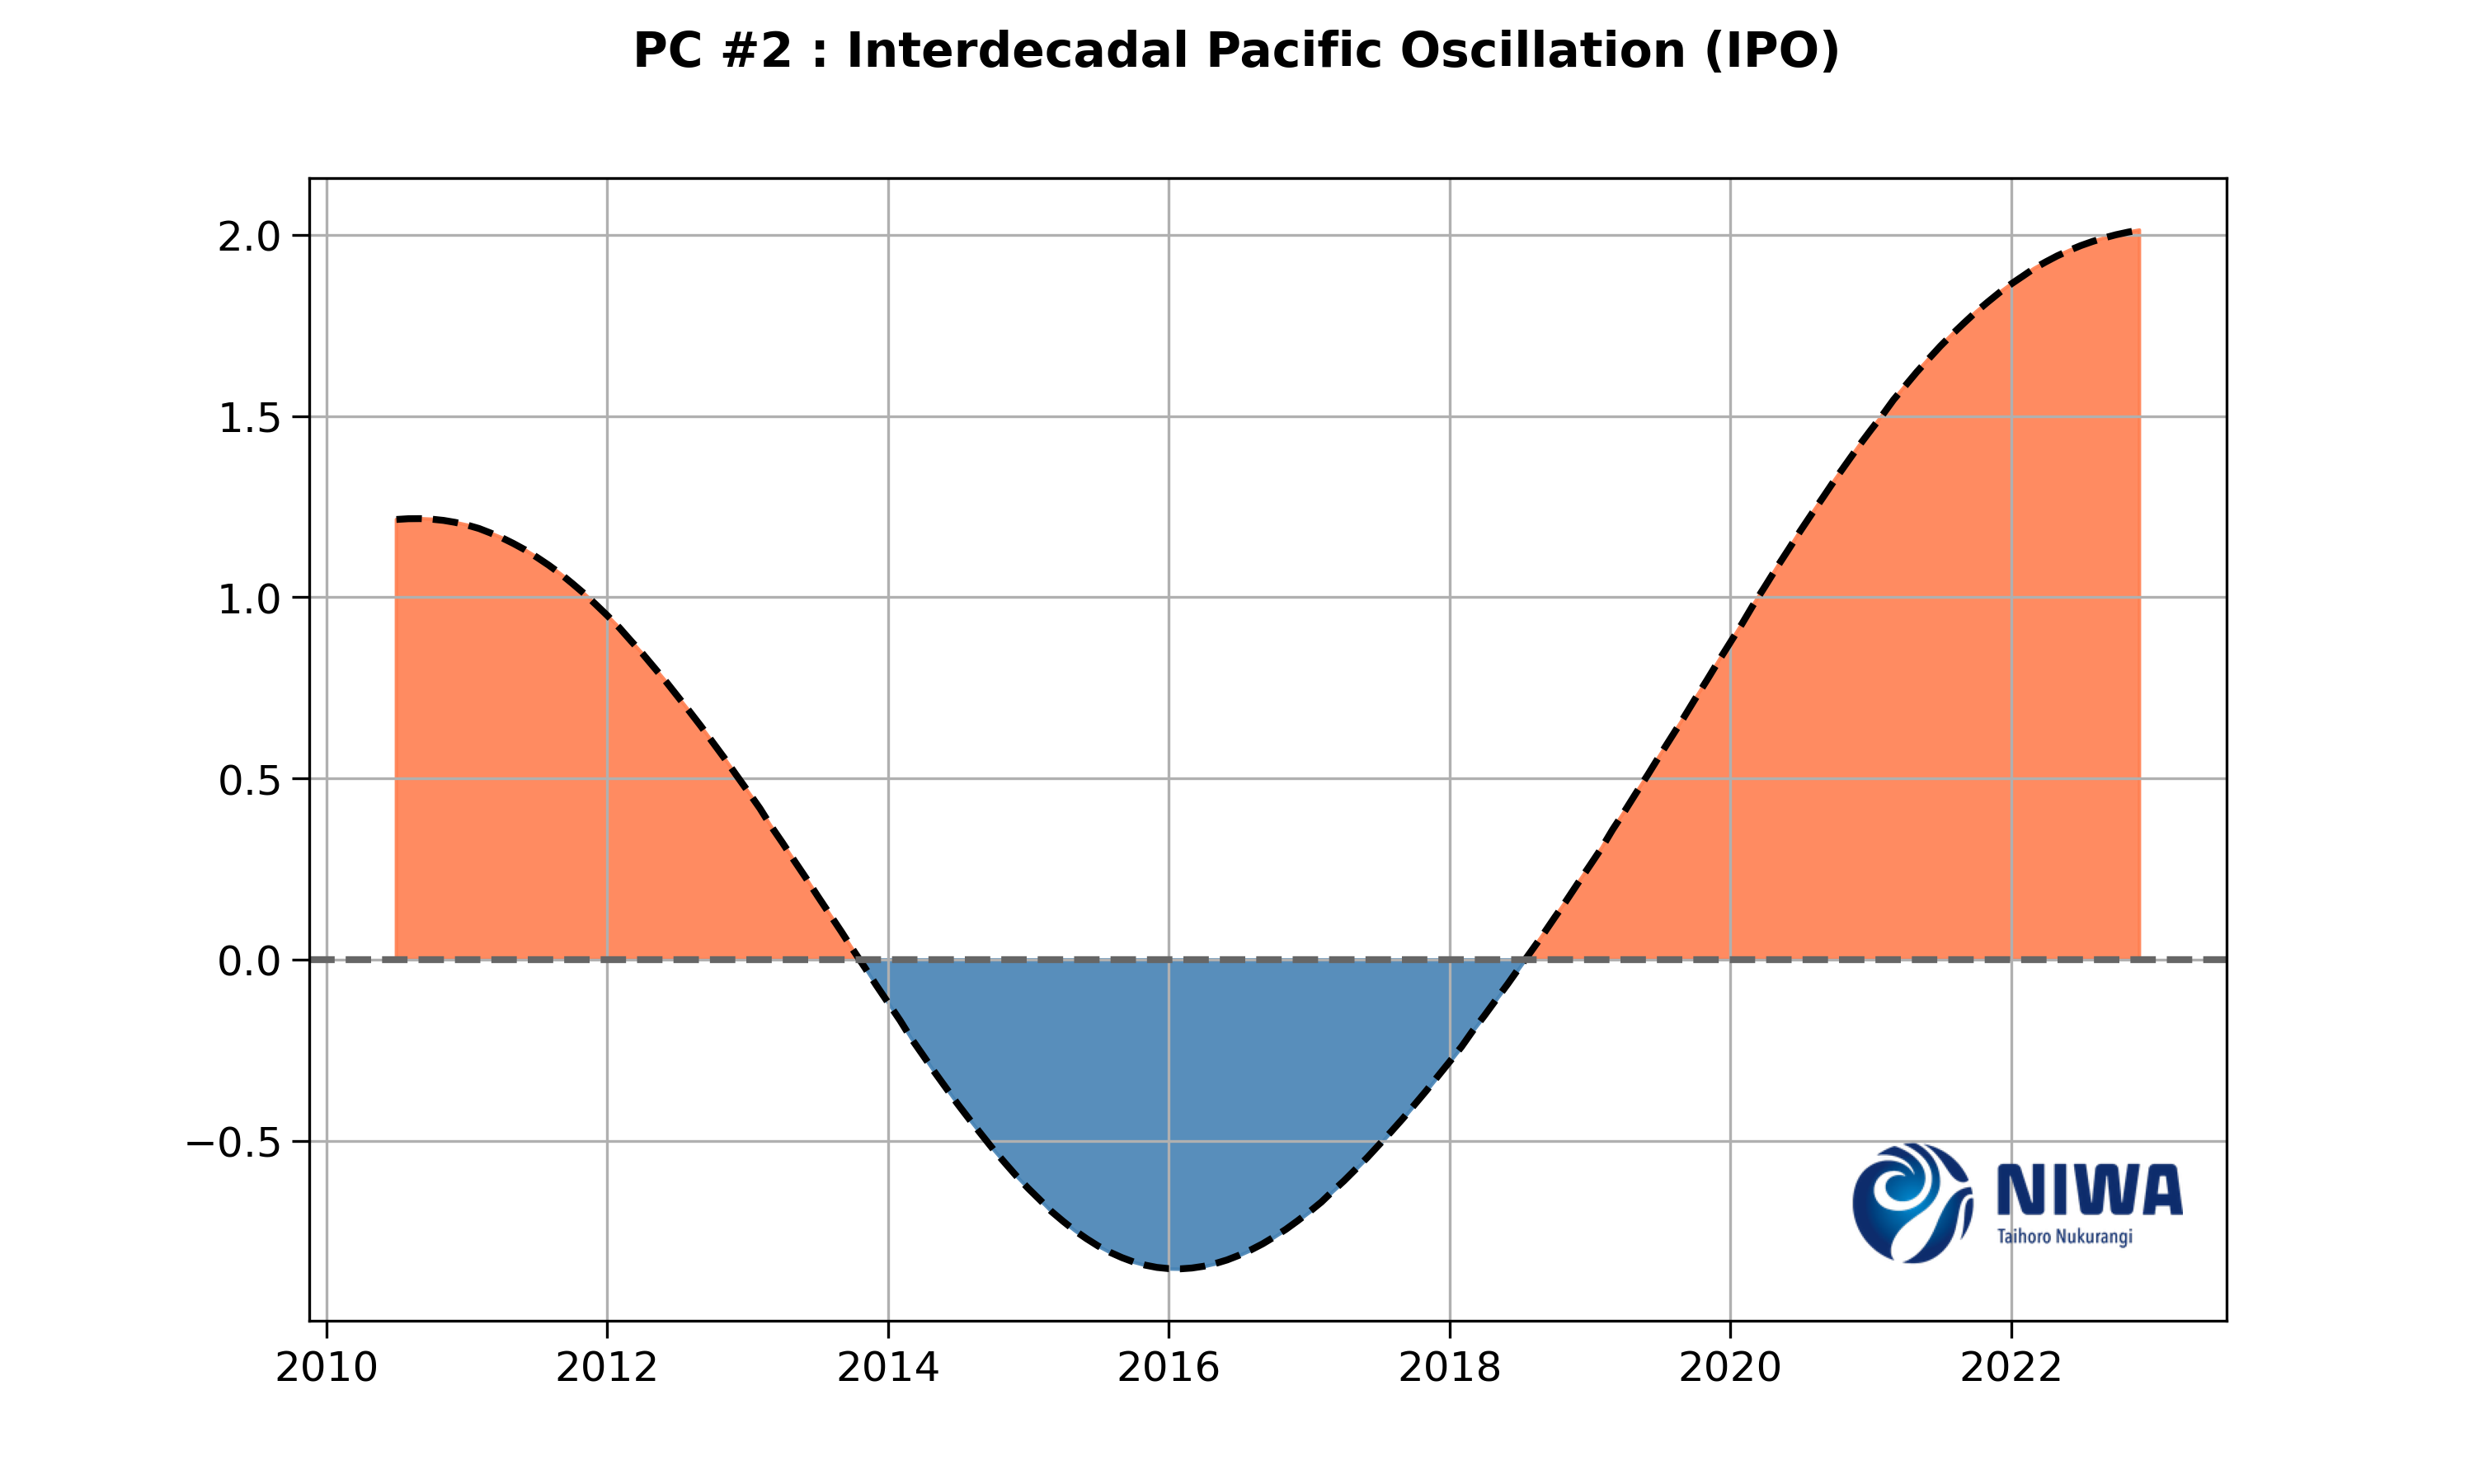 PC #2 : Interdecadal Pacific Oscillation (IPO)
2.0
1.5
1.0
0.5
0.0
−0.5
NIWA
Taihoro Nukurangi
2010 2012 2014 2016 2018 2020 2022